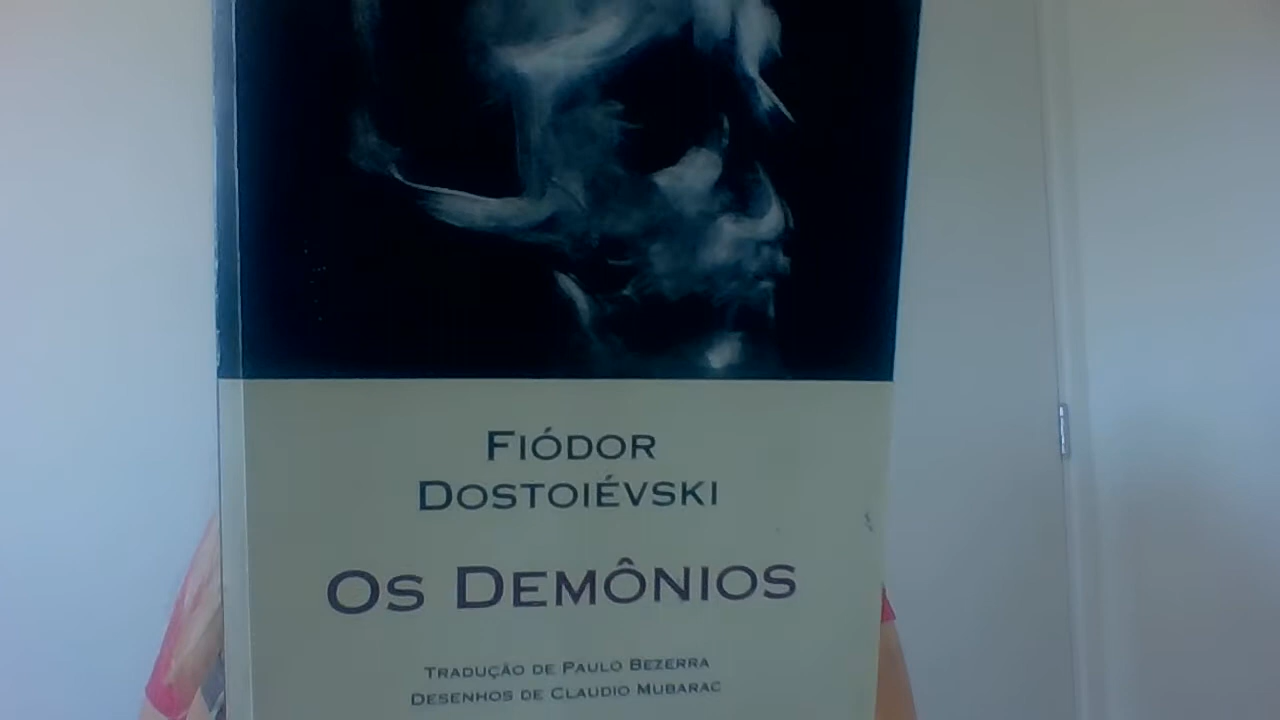 FIÓDOR
DOSTOIÉVSKI
OS DEMÔNIOS
TRADUÇÃO DE PAULO BEZERRA
DESENHOS DE CLAUDIO MUBARAC